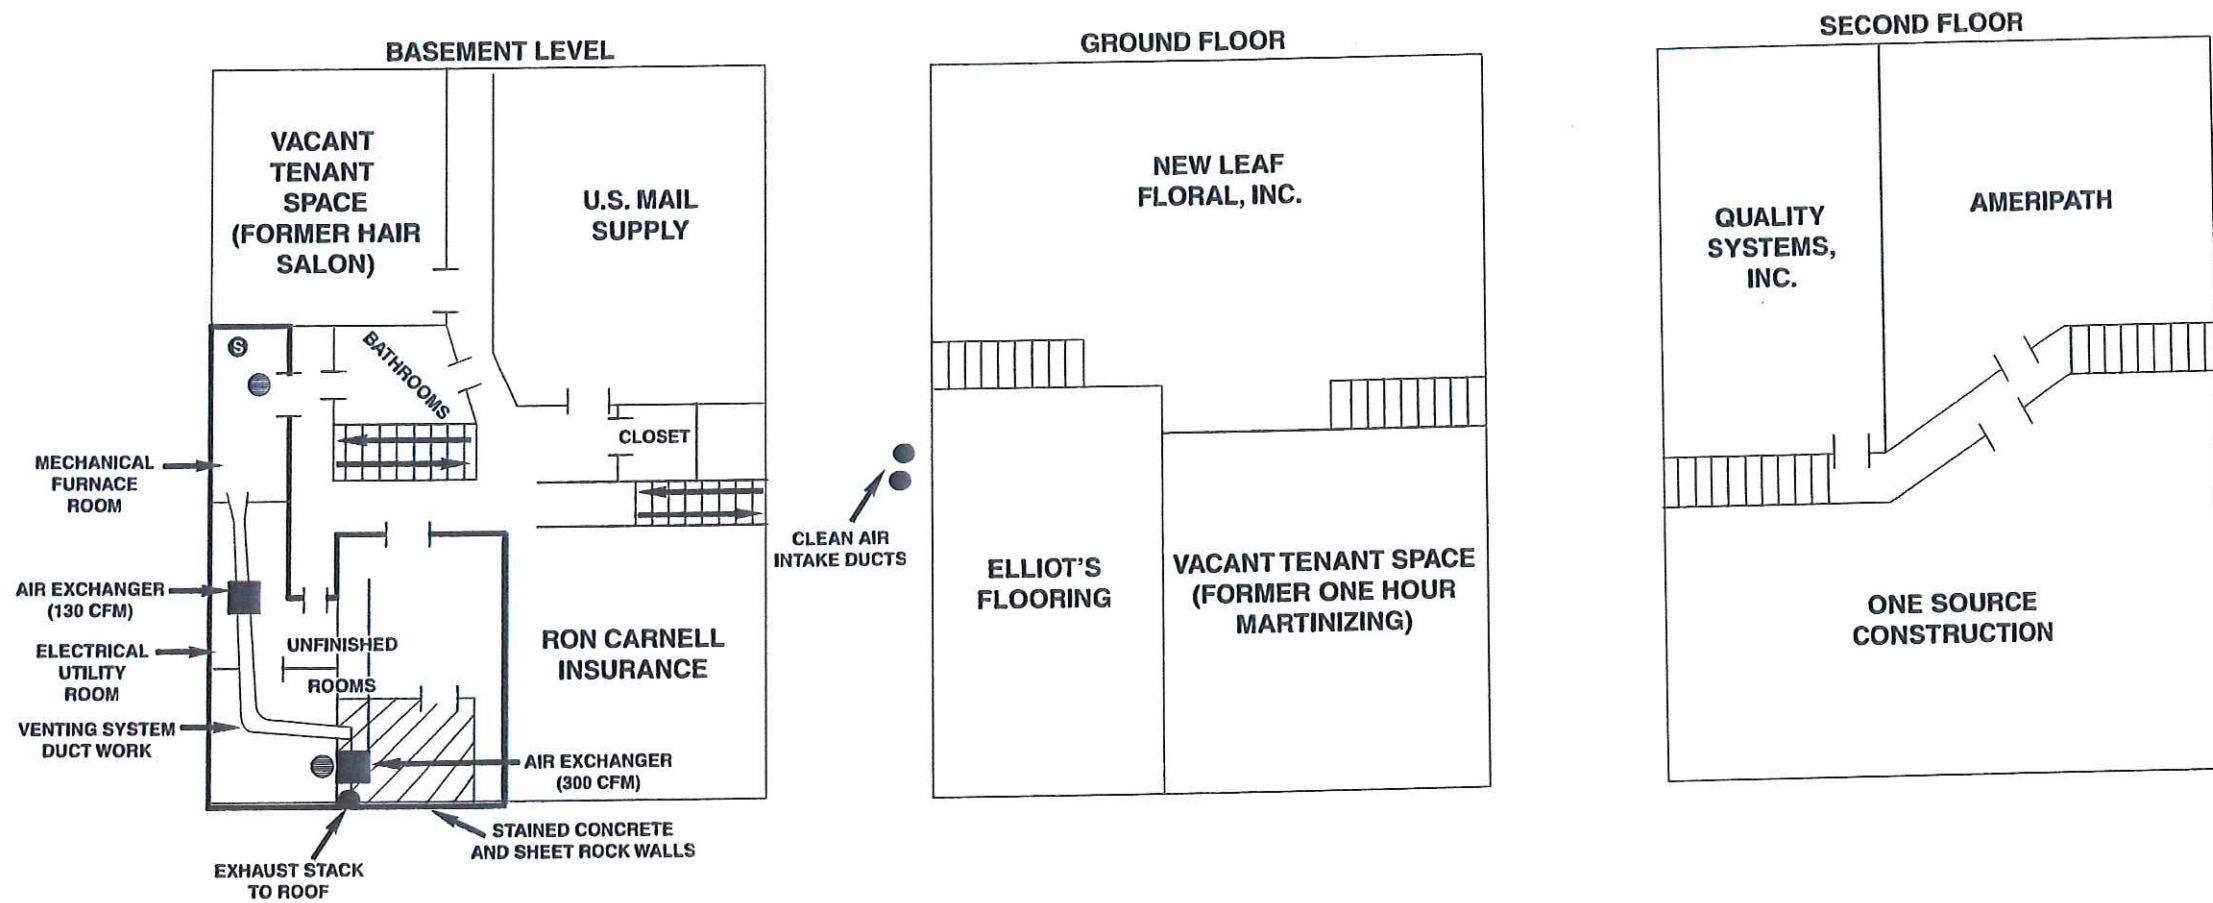 BASEMENT LEVEL
VACANT
TENANT
SPACE
(FORMER HAIR
SALON)
U.S. MAIL
SUPPLY
S
BATHROOMS
CLOSET
MECHANICAL
FURNACE
ROOM
AIR EXCHANGER
(130 CFM)
ELECTRICAL
UTILITY
ROOM
UNFINISHED
ROOMS
RON CARNELL
INSURANCE
VENTING SYSTEM
DUCT WORK
AIR EXCHANGER
(300 CFM)
STAINED CONCRETE
AND SHEET ROCK WALLS
EXHAUST STACK
TO ROOF
GROUND FLOOR
NEW LEAF
FLORAL, INC.
CLEAN AIR
INTAKE DUCTS
ELLIOT'S
FLOORING
VACANT TENANT SPACE
(FORMER ONE HOUR
MARTINIZING)
SECOND FLOOR
QUALITY
SYSTEMS,
INC.
AMERIPATH
ONE SOURCE
CONSTRUCTION